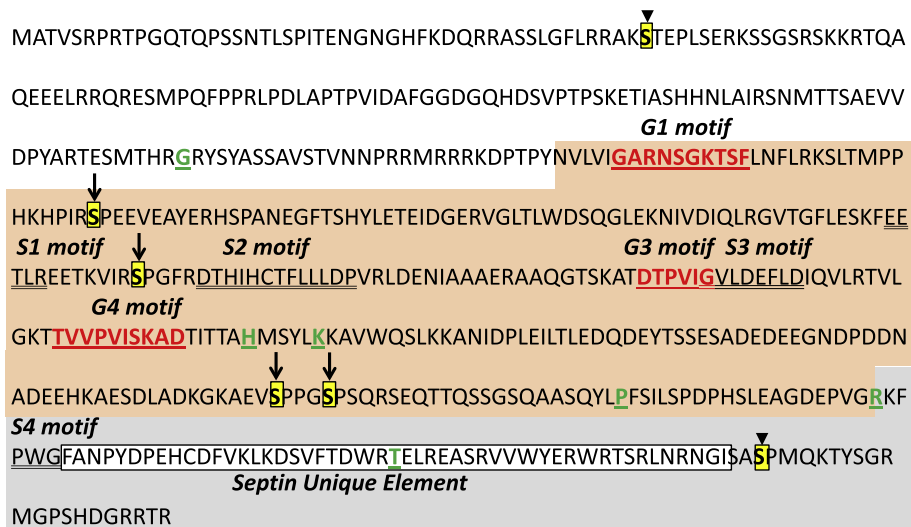 MATVSRPRTPGQTQPSSNTLSPITENGNGHFKDQRRASSLGFLRRAKSTEPLSERKSSGSRSKKRTQA
QEEELRRQRESMPQFPPRLPDLAPTPVIDAFGGDGQHDSVPTPSKETIASHHNLAIRSNMTTSAEVV
G1 motif
DPYARTESMTHRGRYSYASSAVSTVNNPRRMRRRKDPTPYNVLVIGARNSGKTSFLNFLRKSLTMPP
HKHPIRSPEEVEAYERHSPANEGFTSHYLETEIDGERVGLTLWDSQGLEKNIVDIQLRGVTGFLESKFEE
S1 motif S2 motif G3 motif S3 motif
TLREETKVIRSPGFRDTHIHCTFLLLDPVRLDENIAAAERAAQGTSKATDTPVIGVLDEFLDIQVLRTVL
G4 motif
GKTTVVPVISKADTITTAHMSYLKKAVWQSLKKANIDPLEILTLEDQDEYTSSESADEDEEGNDPDDN
ADEEHKAESDLADKGKAEVSPPGSPSQRSEQTTQSSGSQAASQYLPFSILSPDPHSLEAGDEPVGRKF
S4 motif
PWGFANPYDPEHCDFVKLKDSVFTDWRTELREASRVVWYERWRTSRLNRNGISASPMQKTYSGR
Septin Unique Element
MGPSHDGRRTR